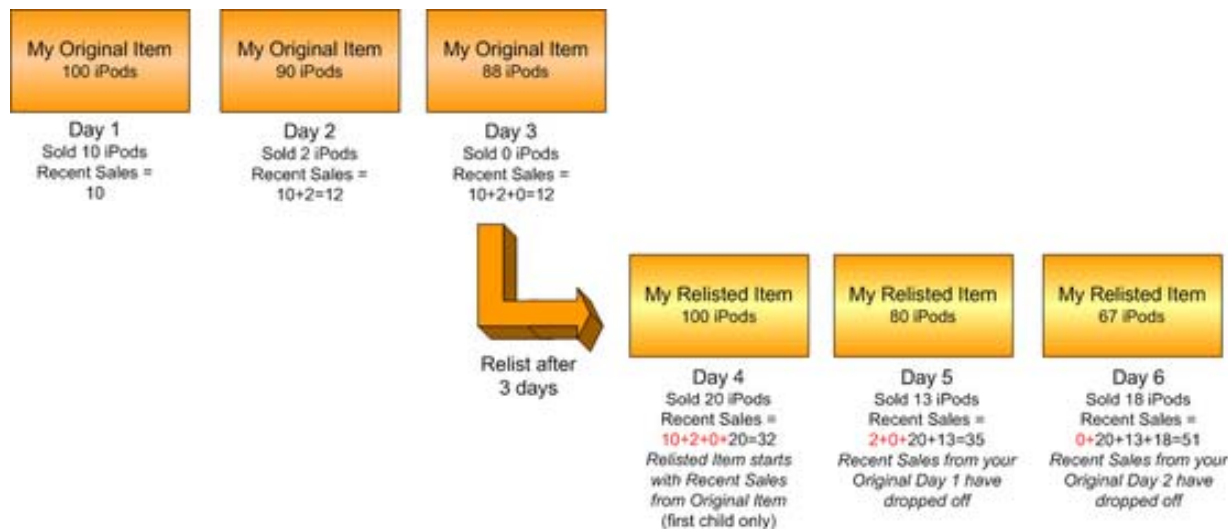 My Original Item
100 iPods
Day 1
Sold 10 iPods
Recent Sales =
10
My Original Item
90 iPods
Day 2
Sold 2 iPods
Recent Sales =
10+2=12
My Original Item
88 iPods
Day 3
Sold 0 iPods
Recent Sales =
10+2+0=12
Relist after
3 days
My Relisted Item
100 iPods
Day 4
Sold 20 iPods
Recent Sales =
10+2+0+20=32
Relisted Item starts
with Recent Sales
from Original Item
(first child only)
My Relisted Item
80 iPods
Day 5
Sold 13 iPods
Recent Sales =
2+0+20+13=35
Recent Sales from your
Original Day 1 have
dropped off
My Relisted Item
67 iPods
Day 6
Sold 18 iPods
Recent Sales =
0+20+13+18=51
Recent Sales from your
Original Day 2 have
dropped off